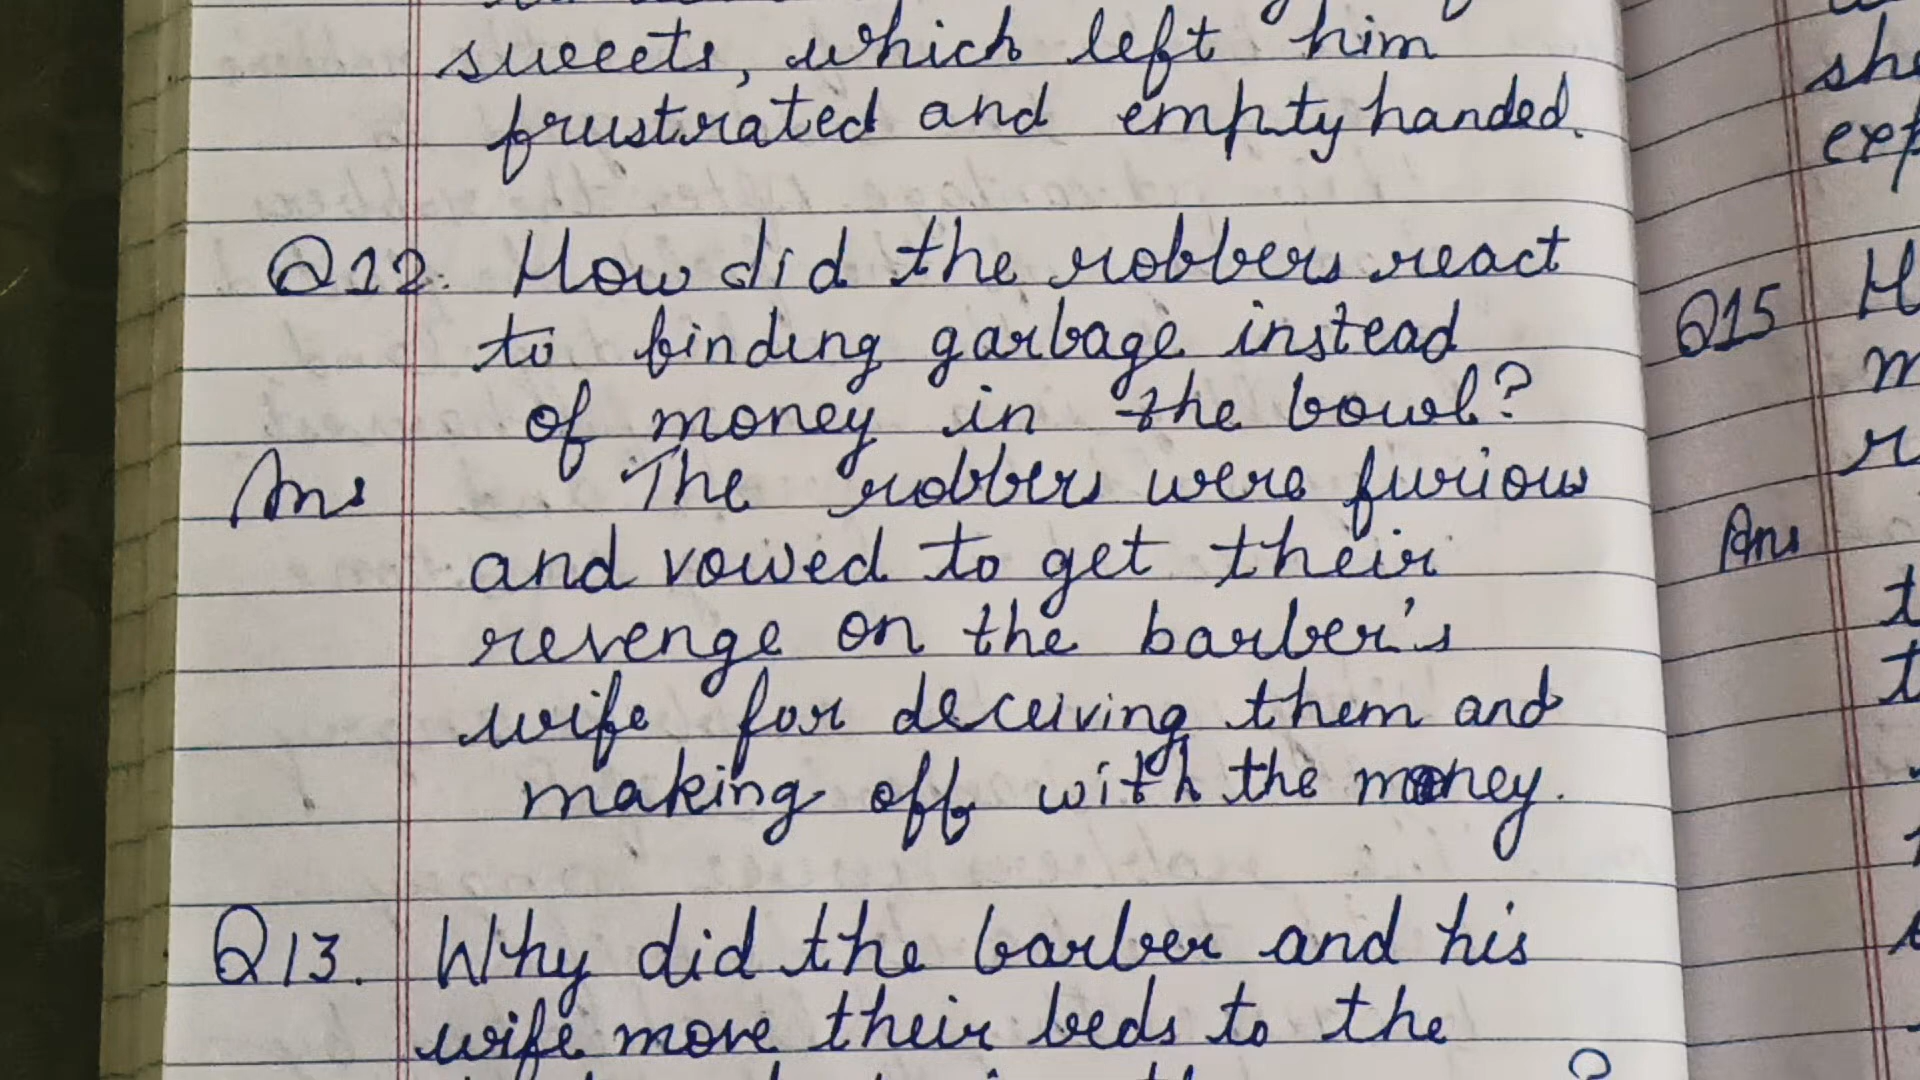 sweets, which left him
frustrated and empty handed.
Q12. How did the robbers react
to finding garbage instead
of money in the bowl?
Ans The robbers were furious
and vowed to get their
revenge on the barber's
wife for deceiving them and
making off with the money.
Q13. Why did the barber and his
wife move their beds to the
she
exp
Q15 H
m
r
Ans
t
t